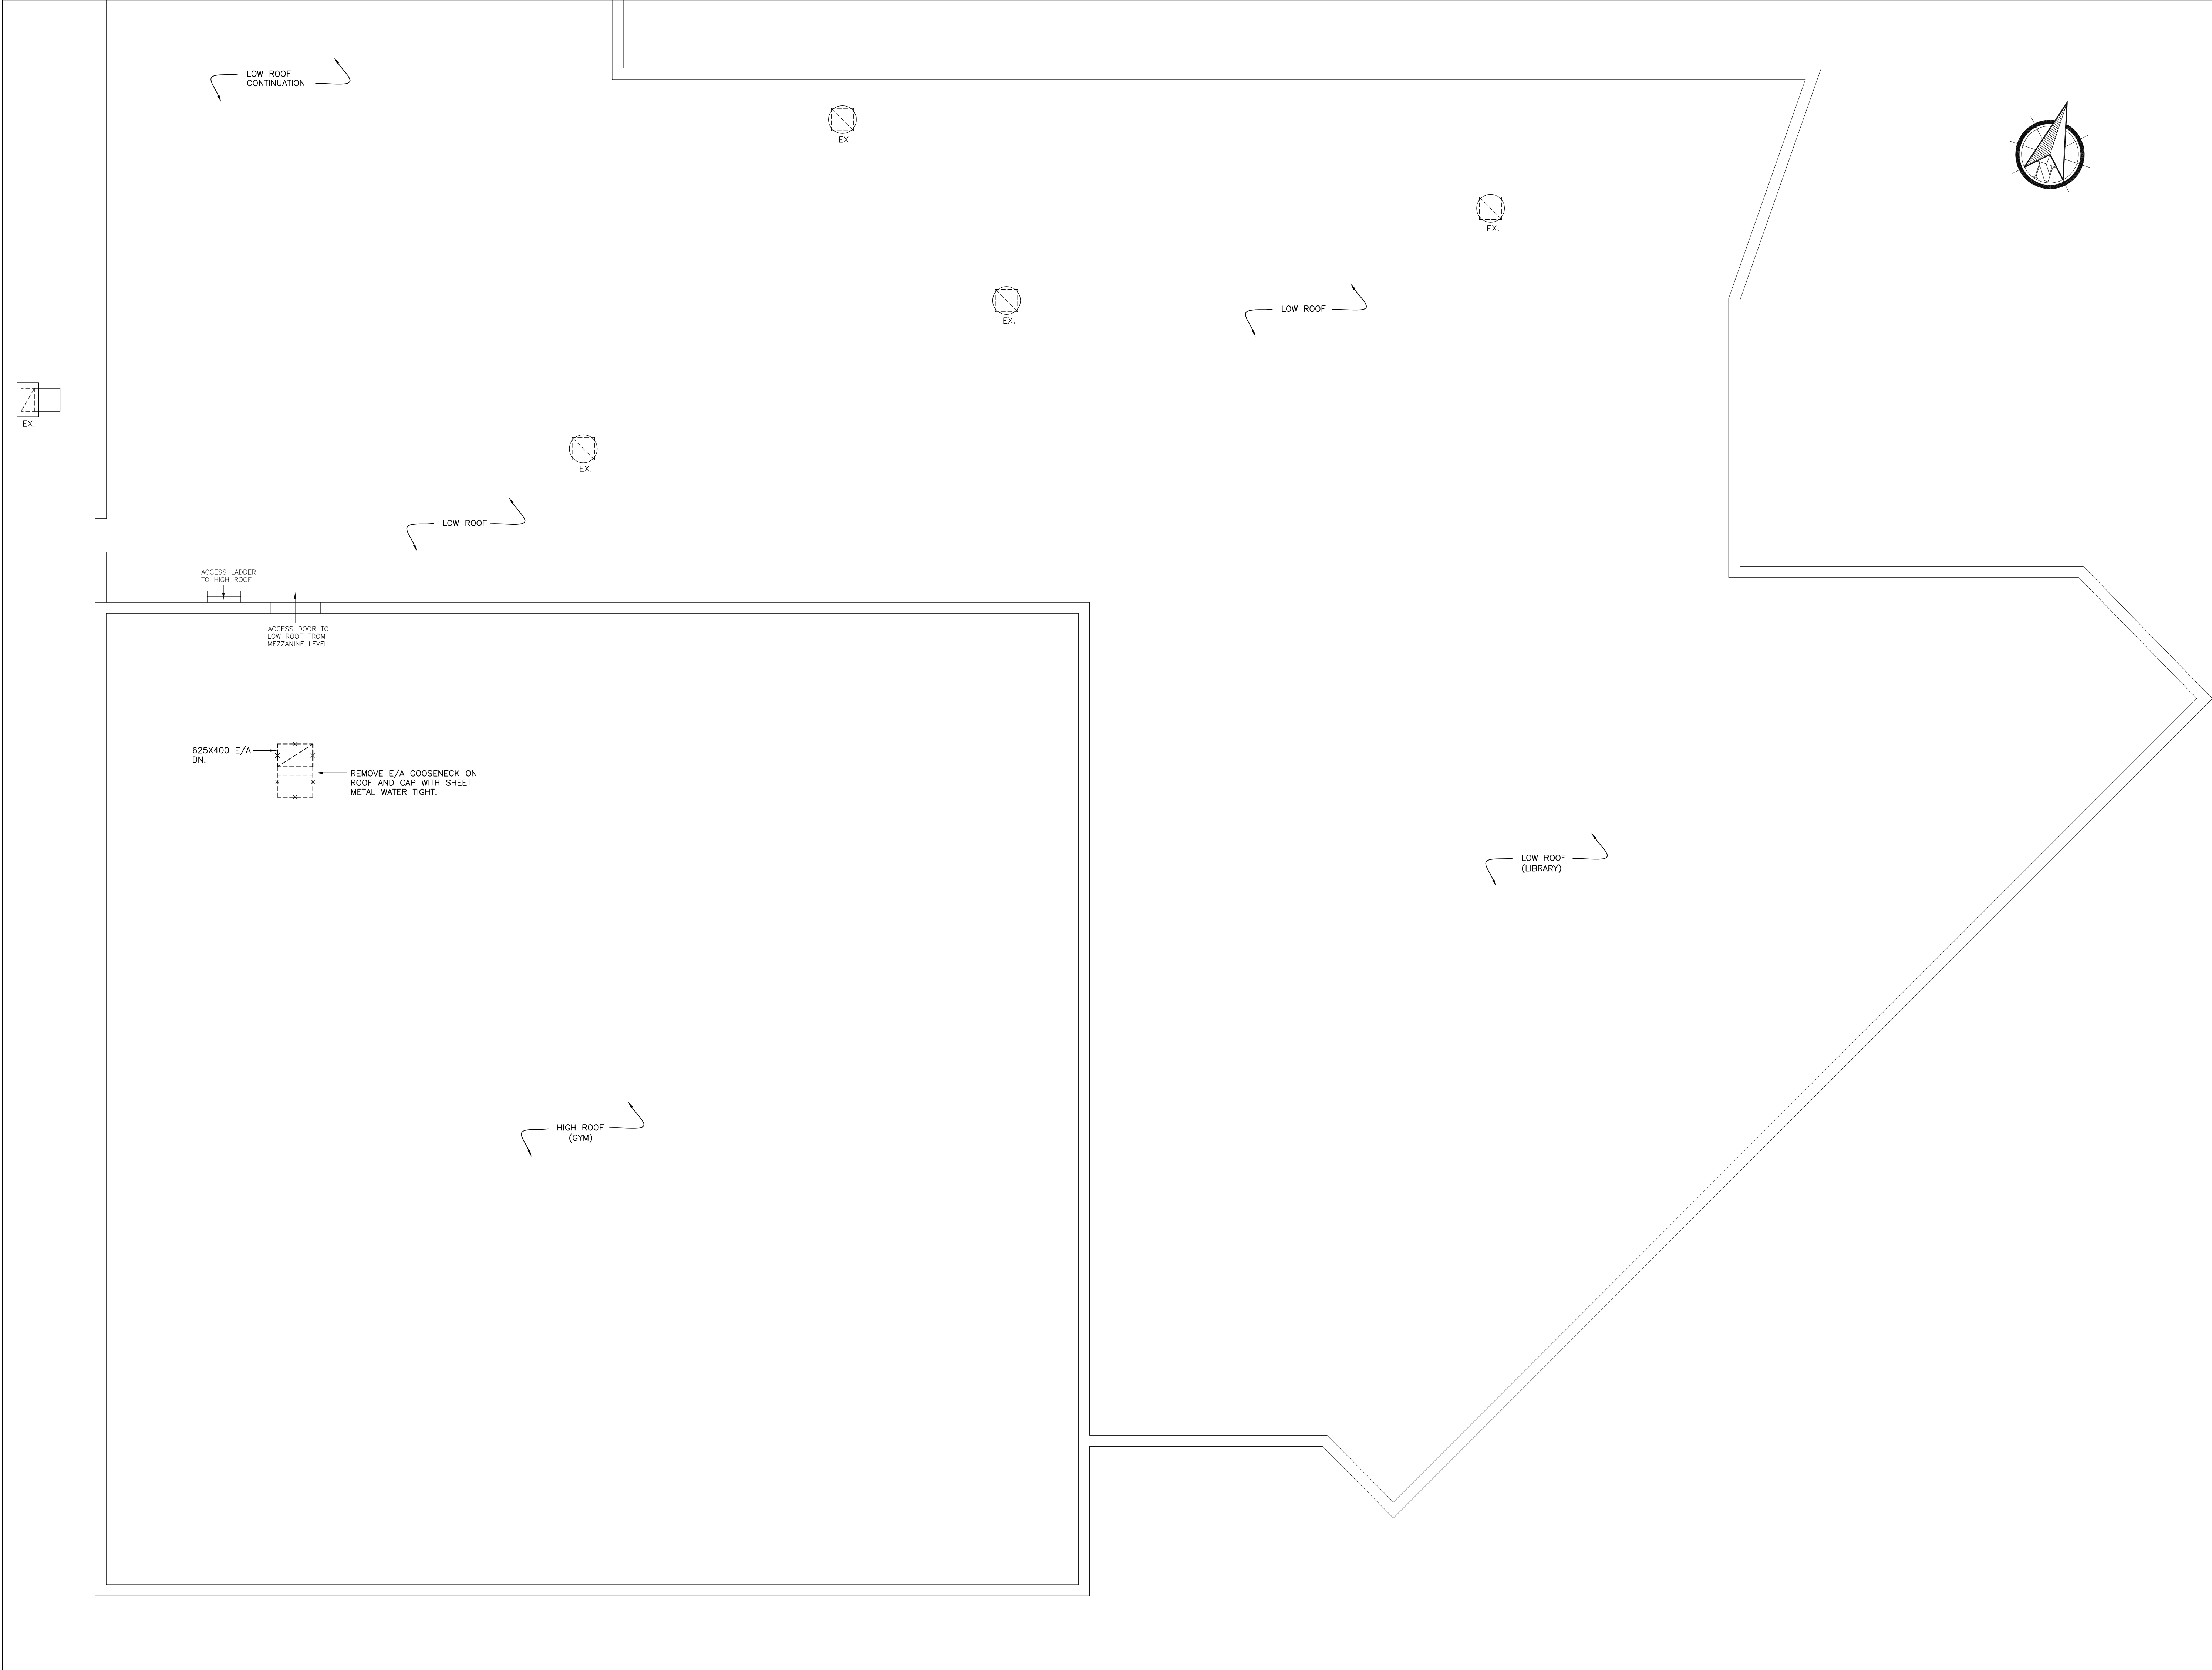 LOW ROOF
CONTINUATION
EX.
EX.
LOW ROOF
EX.
EX.
EX.
LOW ROOF
ACCESS LADDER
TO HIGH ROOF
ACCESS DOOR TO
LOW ROOF FROM
MEZZANINE LEVEL
625X400 E/A
DN.
REMOVE E/A GOOSENECK ON
ROOF AND CAP WITH SHEET
METAL WATER TIGHT.
LOW ROOF
(LIBRARY)
HIGH ROOF
(GYM)
N